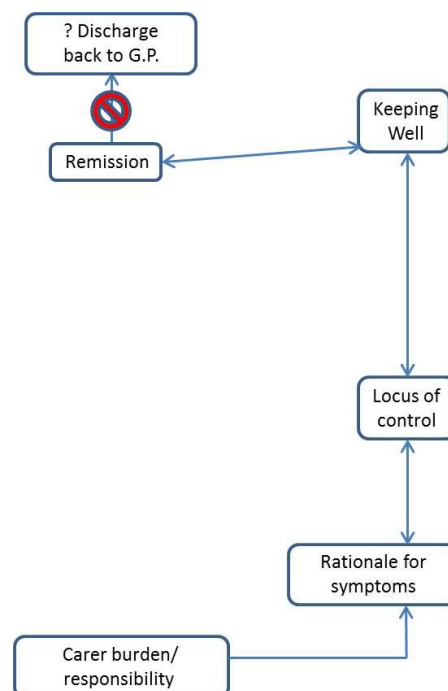 ? Discharge
back to G.P.
Keeping
Well
Remission
Locus of
control
Rationale for
symptoms
Carer burden/
responsibility